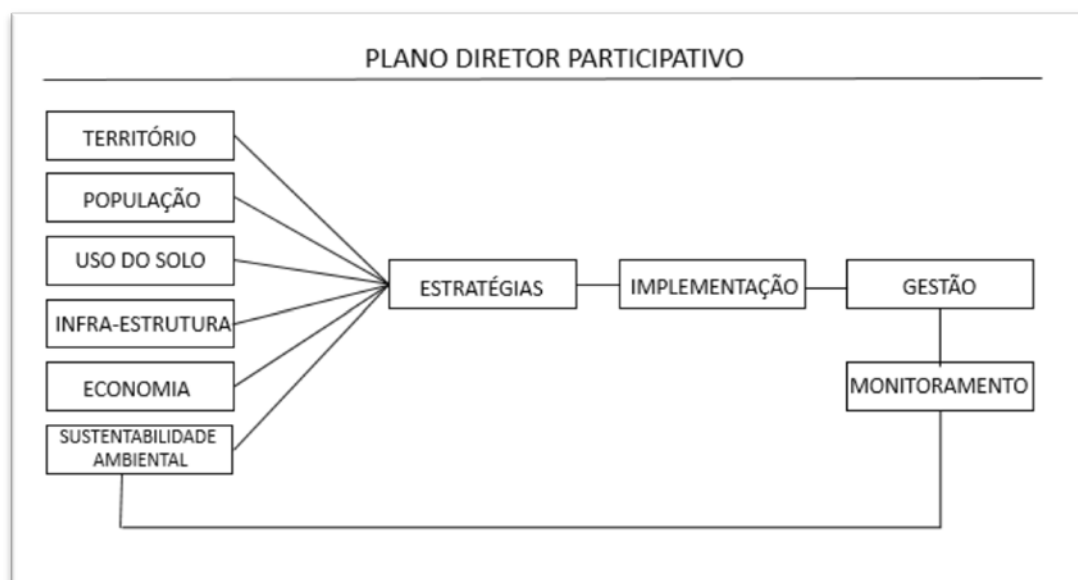 PLANO DIRETOR PARTICIPATIVO
TERRITÓRIO
POPULAÇÃO
USO DO SOLO
INFRA-ESTRUTURA
ECONOMIA
SUSTENTABILIDADE
AMBIENTAL
ESTRATÉGIAS
IMPLEMENTAÇÃO
GESTÃO
MONITORAMENTO